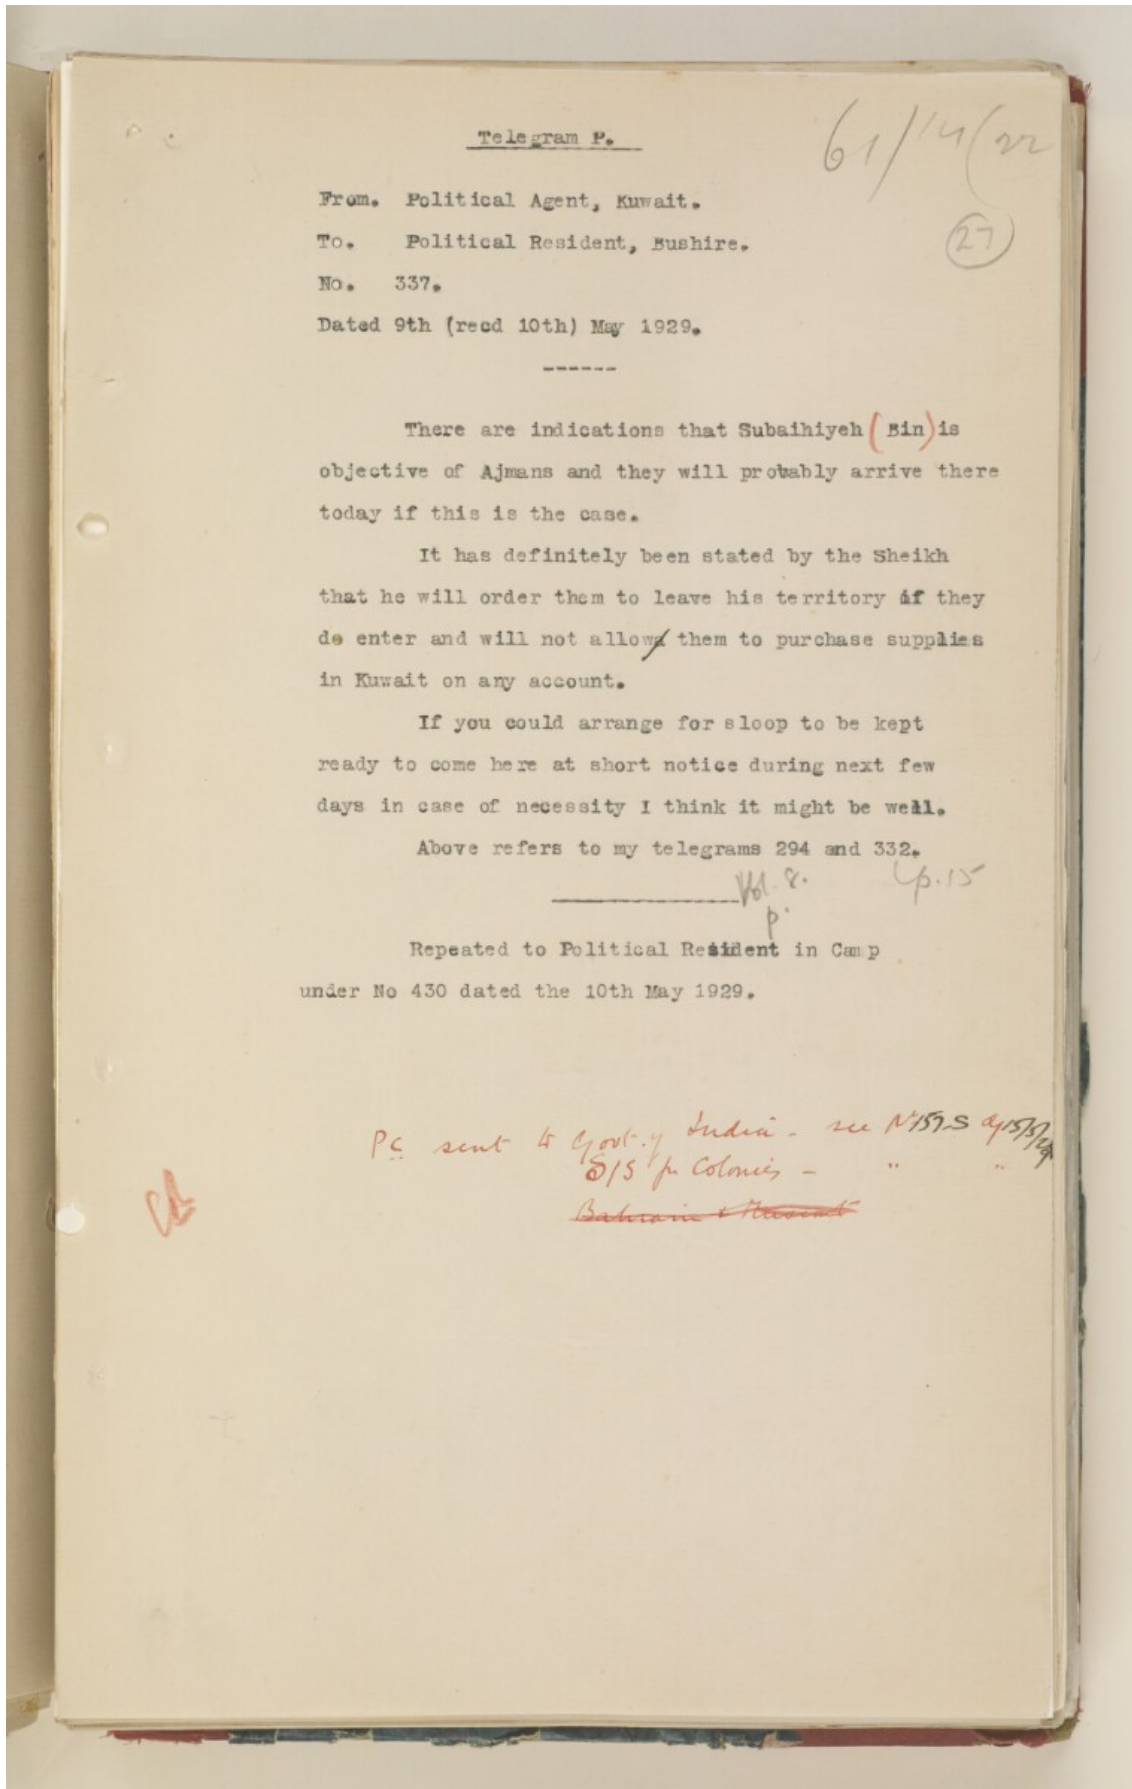 Telegram P.
61/14(22
27
From. Political Agent, Kuwait.
To. Political Resident, Bushire.
No. 337.
Dated 9th (recd 10th) May 1929.
------
There are indications that Subaihiyeh (Bin) is
objective of Ajmans and they will probably arrive there
today if this is the case.
It has definitely been stated by the Sheikh
that he will order them to leave his territory if they
do enter and will not allow them to purchase supplies
in Kuwait on any account.
If you could arrange for sloop to be kept
ready to come here at short notice during next few
days in case of necessity I think it might be well.
Above refers to my telegrams 294 and 332.
Vol. 8. p.15
p.
Repeated to Political Resident in Camp
under No 430 dated the 10th May 1929.
PC sent to Govt. of India - see No 157-S of 15/5/29
S/S for Colonies - " "
Bahrain & Muscat